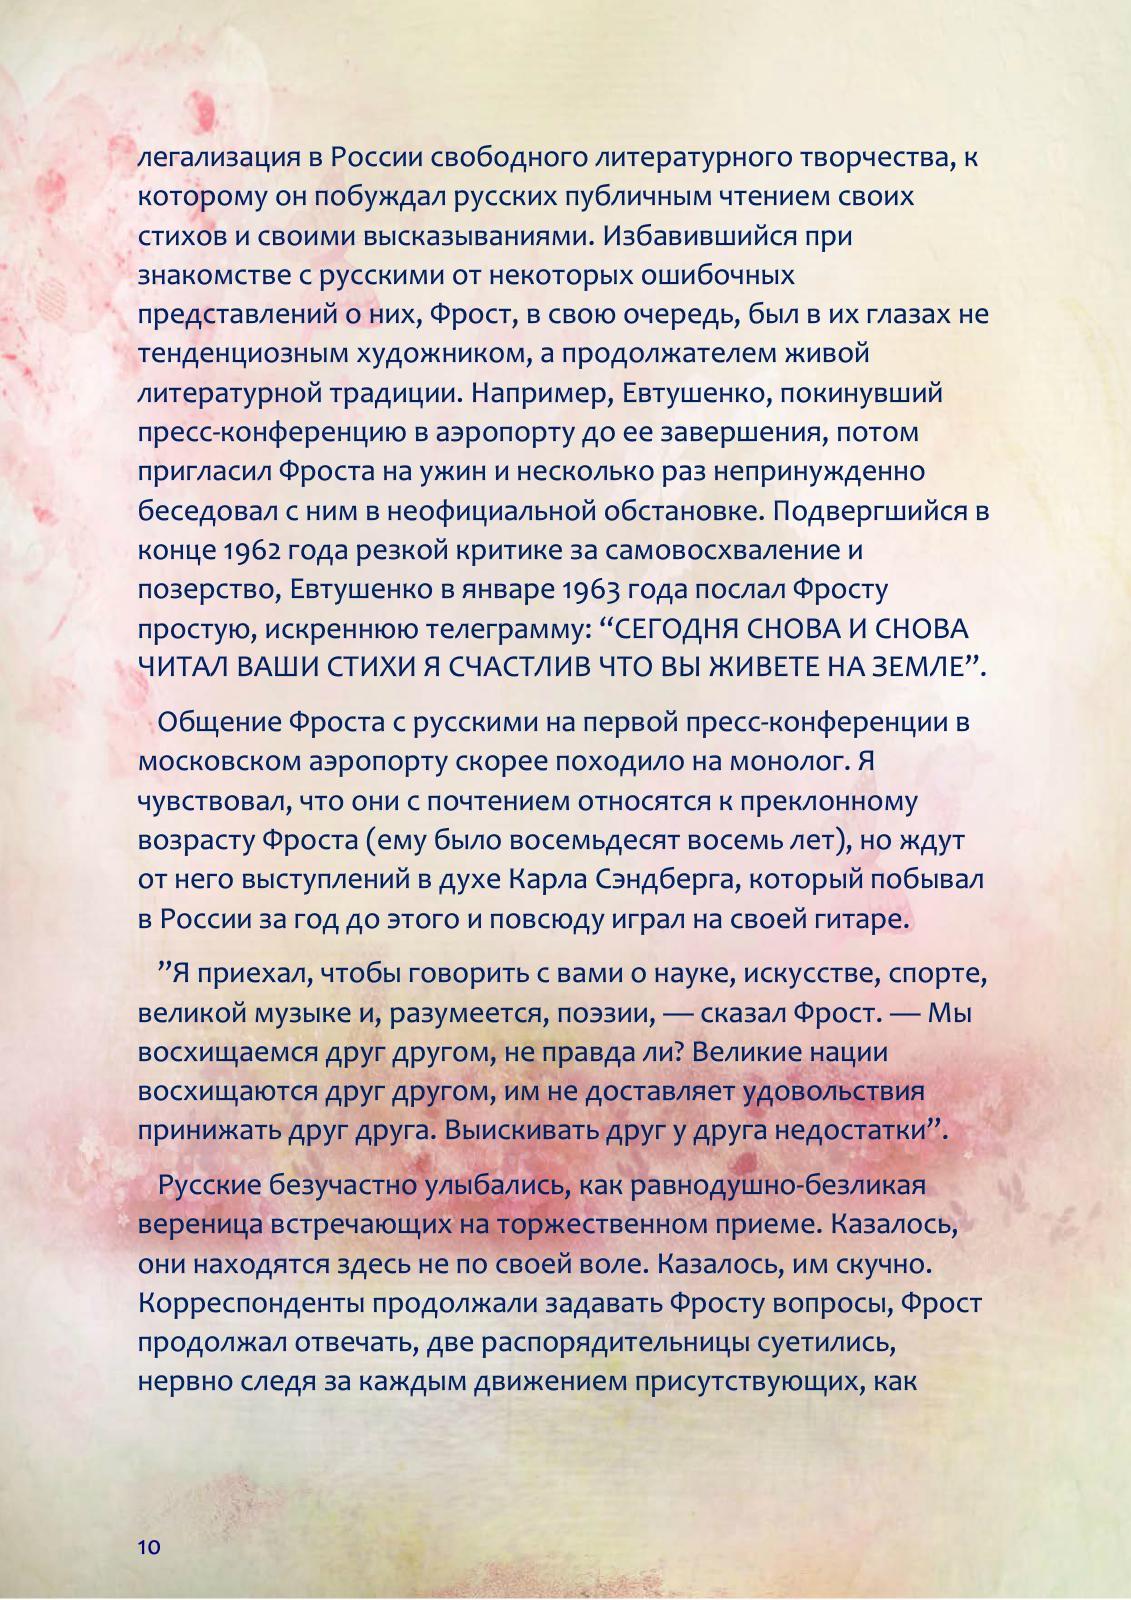 легализация в России свободного литературного творчества, к
которому он побуждал русских публичным чтением своих
стихов и своими высказываниями. Избавившийся при
знакомстве с русскими от некоторых ошибочных
представлений о них, Фрост, в свою очередь, был в их глазах не
тенденциозным художником, а продолжателем живой
литературной традиции. Например, Евтушенко, покинувший
пресс-конференцию в аэропорту до ее завершения, потом
пригласил Фроста на ужин и несколько раз непринужденно
беседовал с ним в неофициальной обстановке. Подвергшийся в
конце 1962 года резкой критике за самовосхваление и
позерство, Евтушенко в январе 1963 года послал Фросту
простую, искреннюю телеграмму: “СЕГОДНЯ СНОВА И СНОВА
ЧИТАЛ ВАШИ СТИХИ Я СЧАСТЛИВ ЧТО ВЫ ЖИВЕТЕ НА ЗЕМЛЕ”.
Общение Фроста с русскими на первой пресс-конференции в
московском аэропорту скорее походило на монолог. Я
чувствовал, что они с почтением относятся к преклонному
возрасту Фроста (ему было восемьдесят восемь лет), но ждут
от него выступлений в духе Карла Сэндберга, который побывал
в России за год до этого и повсюду играл на своей гитаре.
”Я приехал, чтобы говорить с вами о науке, искусстве, спорте,
великой музыке и, разумеется, поэзии, — сказал Фрост. — Мы
восхищаемся друг другом, не правда ли? Великие нации
восхищаются друг другом, им не доставляет удовольствия
принижать друг друга. Выискивать друг у друга недостатки”.
Русские безучастно улыбались, как равнодушно-безликая
вереница встречающих на торжественном приеме. Казалось,
они находятся здесь не по своей воле. Казалось, им скучно.
Корреспонденты продолжали задавать Фросту вопросы, Фрост
продолжал отвечать, две распорядительницы суетились,
нервно следя за каждым движением присутствующих, как
10